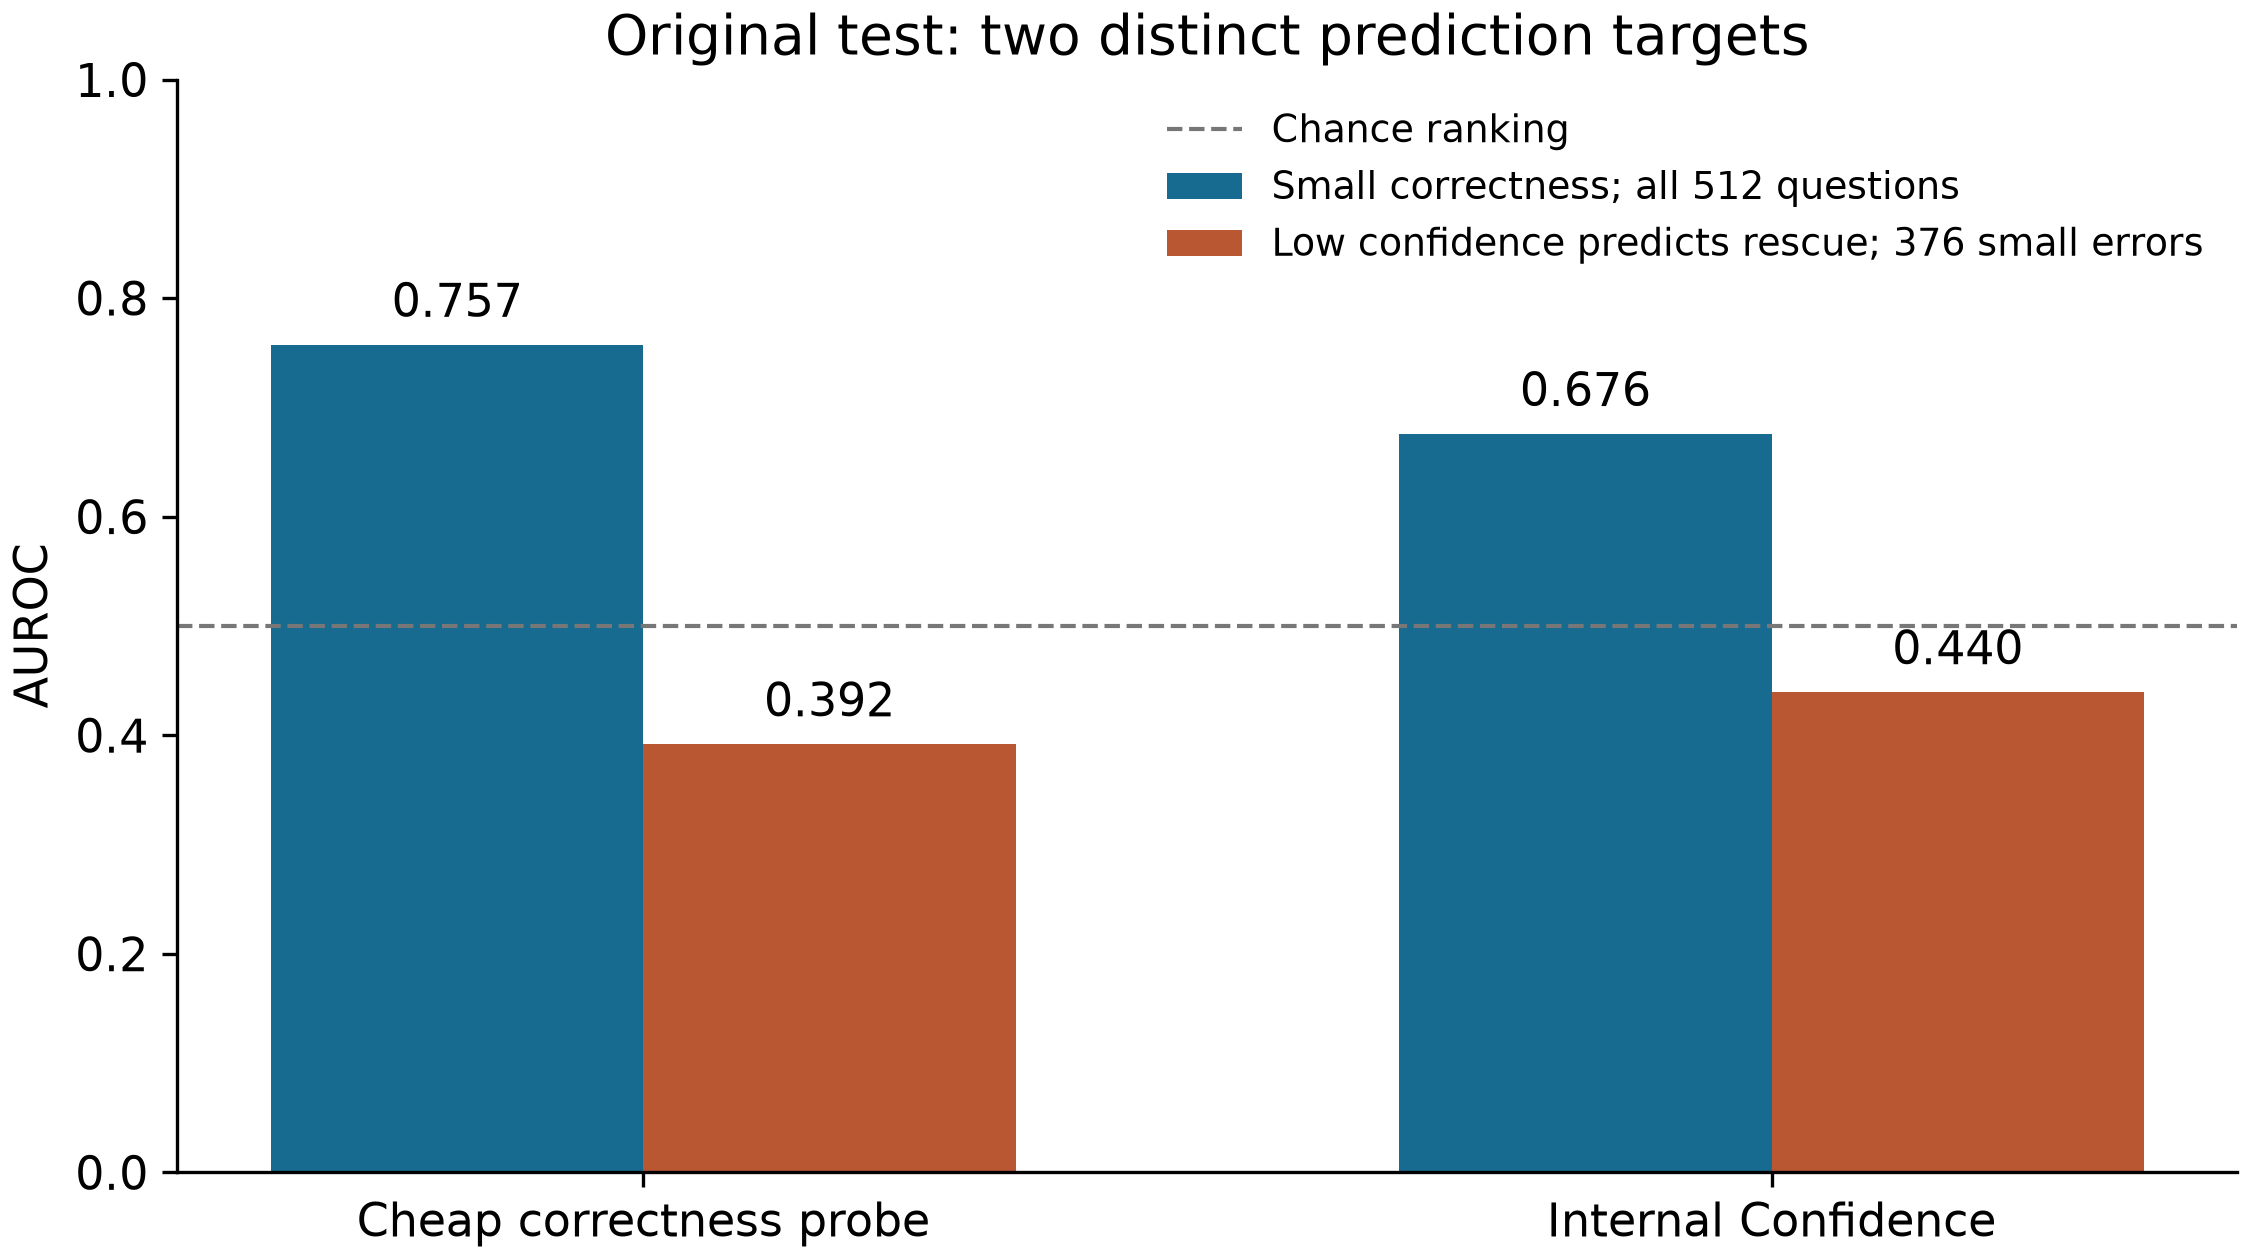 Original test: two distinct prediction targets
1.0
0.8
0.6
0.4
0.2
0.0
AUROC
Chance ranking
Small correctness; all 512 questions
Low confidence predicts rescue; 376 small errors
0.757
0.392
0.676
0.440
Cheap correctness probe
Internal Confidence